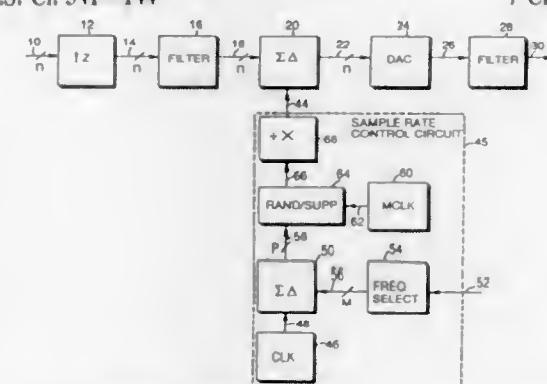 12 16 20 24 28
10 14 18 22 26 30
↑Z FILTER ΣΔ DAC FILTER
n n n n
44
SAMPLE RATE
CONTROL CIRCUIT
45
÷ X
68
66 64 60
RAND/SUPP MCLK
62
P 58 50 54
56 52
ΣΔ FREQ
SELECT
M
48
CLK 46